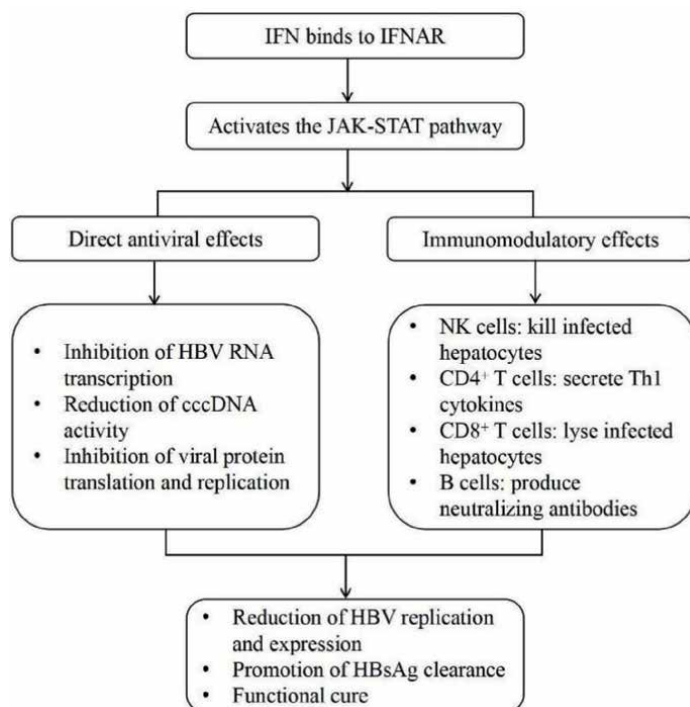 IFN binds to IFNAR
Activates the JAK-STAT pathway
Direct antiviral effects
Immunomodulatory effects
• Inhibition of HBV RNA
transcription
• Reduction of cccDNA
activity
• Inhibition of viral protein
translation and replication
• NK cells: kill infected
hepatocytes
• CD4⁺ T cells: secrete Th1
cytokines
• CD8⁺ T cells: lyse infected
hepatocytes
• B cells: produce
neutralizing antibodies
• Reduction of HBV replication
and expression
• Promotion of HBsAg clearance
• Functional cure